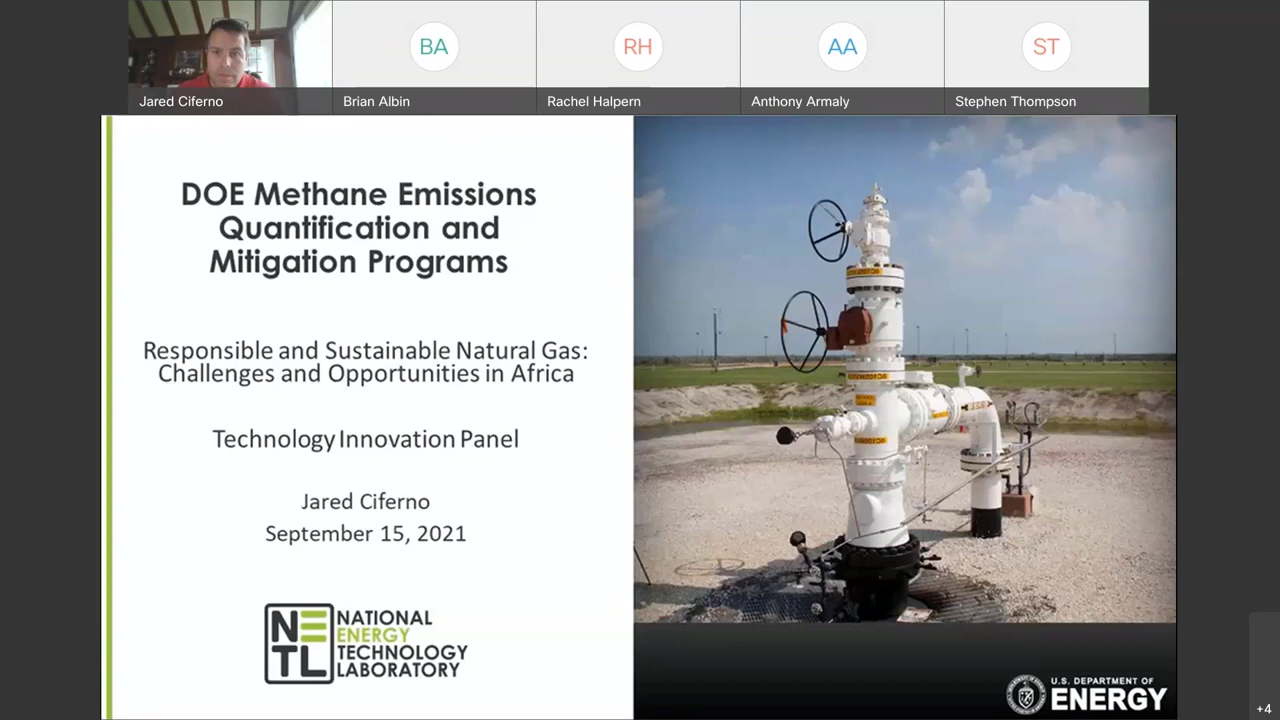 BA
RH
AA
ST
Jared Ciferno
Brian Albin
Rachel Halpern
Anthony Armaly
Stephen Thompson
DOE Methane Emissions
Quantification and
Mitigation Programs
Responsible and Sustainable Natural Gas:
Challenges and Opportunities in Africa
Technology Innovation Panel
Jared Ciferno
September 15, 2021
NE
TL
NATIONAL
ENERGY
TECHNOLOGY
LABORATORY
U.S. DEPARTMENT OF
ENERGY
+4